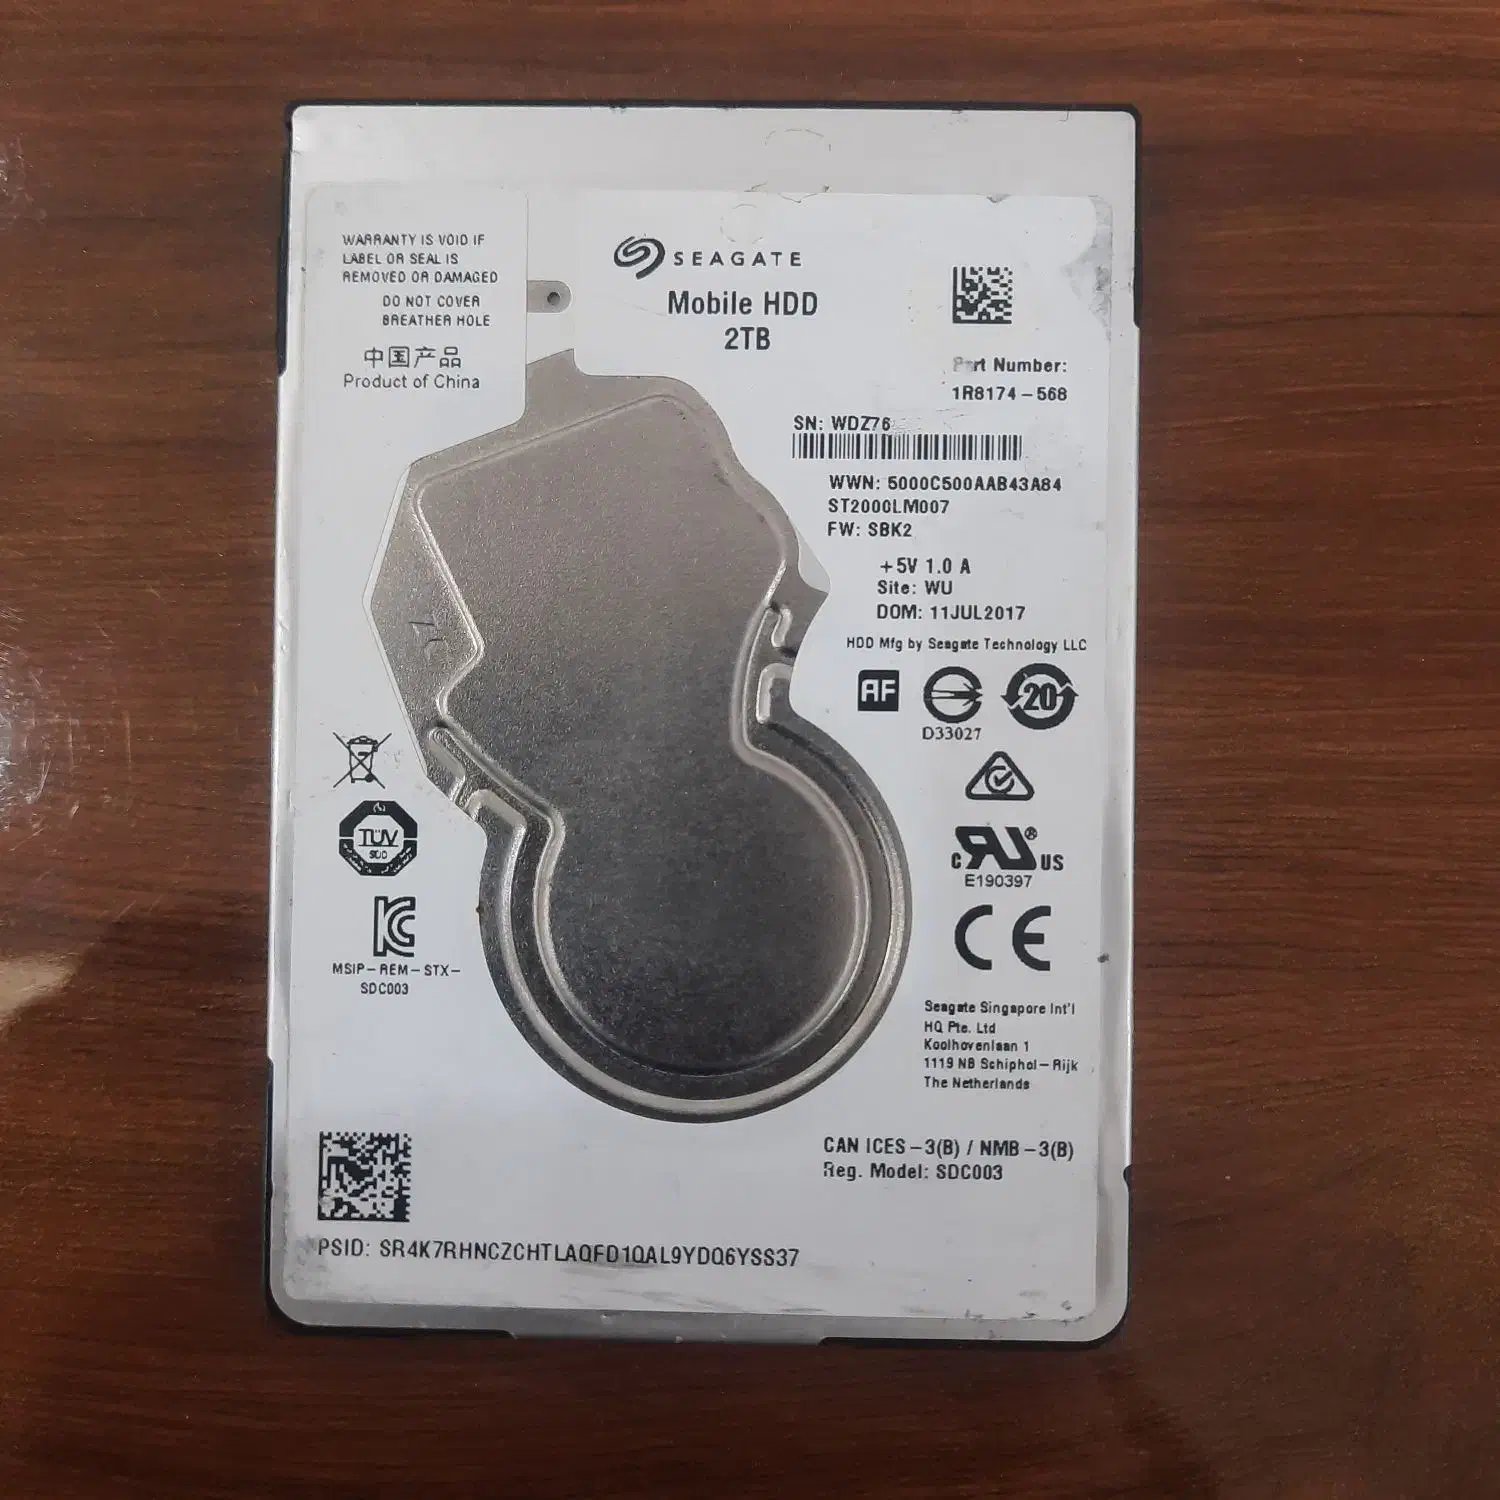 WARRANTY IS VOID IF
LABEL OR SEAL IS
REMOVED OR DAMAGED
DO NOT COVER
BREATHER HOLE
中国产品
Product of China
SEAGATE
Mobile HDD
2TB
Part Number:
1R8174-568
SN: WDZ76
WWN: 5000C500AAB43A84
ST2000LM007
FW: SBK2
+5V 1.0 A
Site: WU
DOM: 11JUL2017
HDD Mfg by Seagate Technology LLC
AF
20
D33027
TÜV
SÜD
c RU ® US
E190397
KC
MSIP-REM-STX-
SDC003
CE
Seagate Singapore Int'l
HQ Pte. Ltd
Koolhovenlaan 1
1119 NB Schiphol-Rijk
The Netherlands
CAN ICES-3(B) / NMB-3(B)
Reg. Model: SDC003
PSID: SR4K7RHNCZCHTLAQFD1QAL9YDQ6YSS37